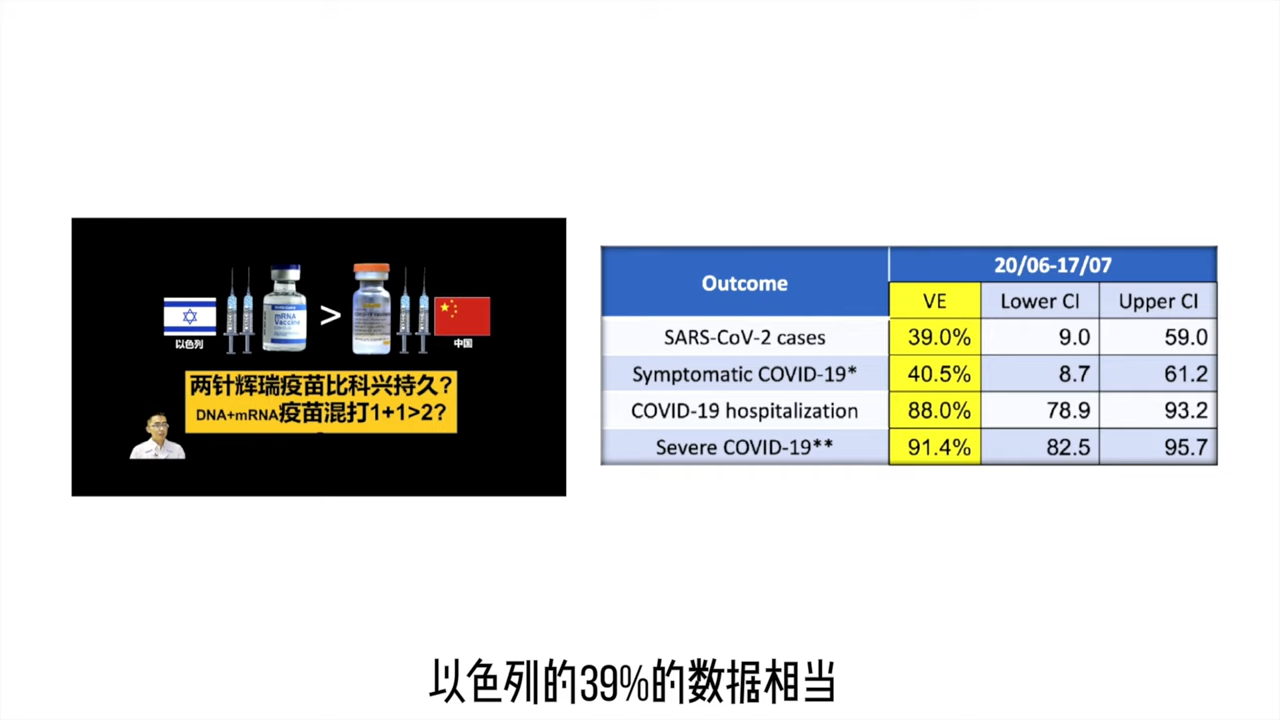 以色列
mRNA
Vaccine
>
中国
两针辉瑞疫苗比科兴持久?
DNA+mRNA疫苗混打1+1>2?
Outcome 20/06-17/07
VE Lower CI Upper CI
SARS-CoV-2 cases 39.0% 9.0 59.0
Symptomatic COVID-19* 40.5% 8.7 61.2
COVID-19 hospitalization 88.0% 78.9 93.2
Severe COVID-19** 91.4% 82.5 95.7
以色列的39%的数据相当